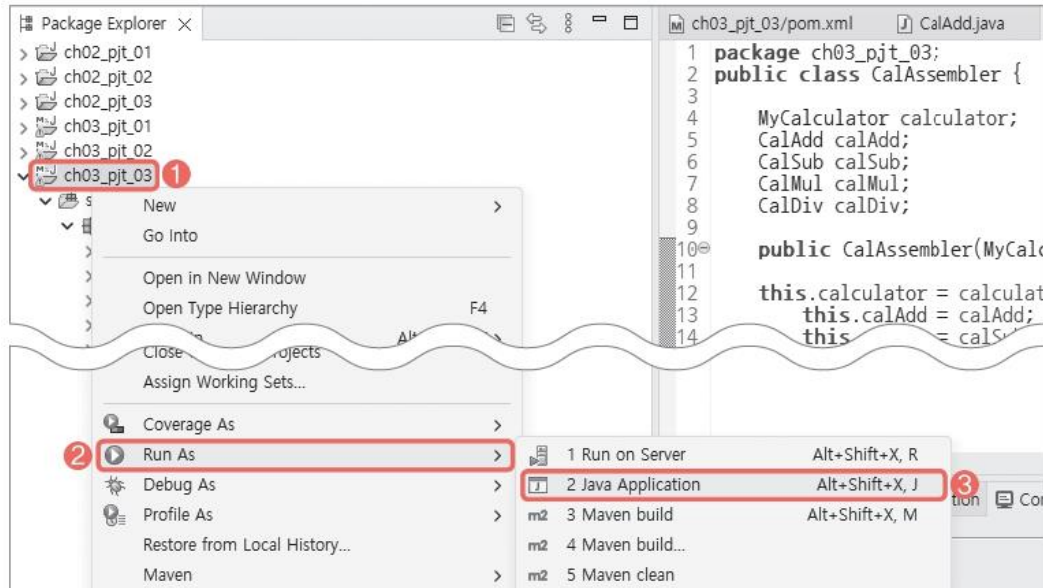 Package Explorer
ch02_pjt_01
ch02_pjt_02
ch02_pjt_03
ch03_pjt_01
ch03_pjt_02
ch03_pjt_03 1
s
New
Go Into
Open in New Window
Open Type Hierarchy F4
Alt
Close
Assign Working Sets...
Coverage As
2 Run As
Debug As
Profile As
Restore from Local History...
Maven
1 Run on Server Alt+Shift+X, R
2 Java Application Alt+Shift+X, J 3
3 Maven build Alt+Shift+X, M
m2 4 Maven build...
m2 5 Maven clean
ch03_pjt_03/pom.xml CalAdd.java
1 package ch03_pjt_03;
2 public class CalAssembler {
3
4 MyCalculator calculator;
5 CalAdd calAdd;
6 CalSub calSub;
7 CalMul calMul;
8 CalDiv calDiv;
9
10 public CalAssembler(MyCalc
11
12 this.calculator = calculat
13 this.calAdd = calAdd;
14 this = calSu
tion Co